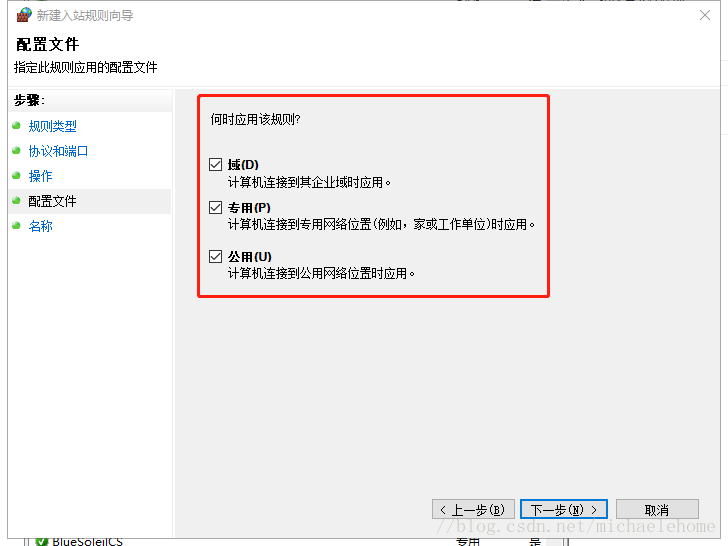 新建入站规则向导
配置文件
指定此规则应用的配置文件
步骤:
规则类型
协议和端口
操作
配置文件
名称
何时应用该规则?
域(D)
计算机连接到其企业域时应用。
专用(P)
计算机连接到专用网络位置(例如，家或工作单位)时应用。
公用(U)
计算机连接到公用网络位置时应用。
< 上一步(B)
下一步(N) >
取消
//blog.csdn.net/michaelehome
BlueSoleilCS
专用
是